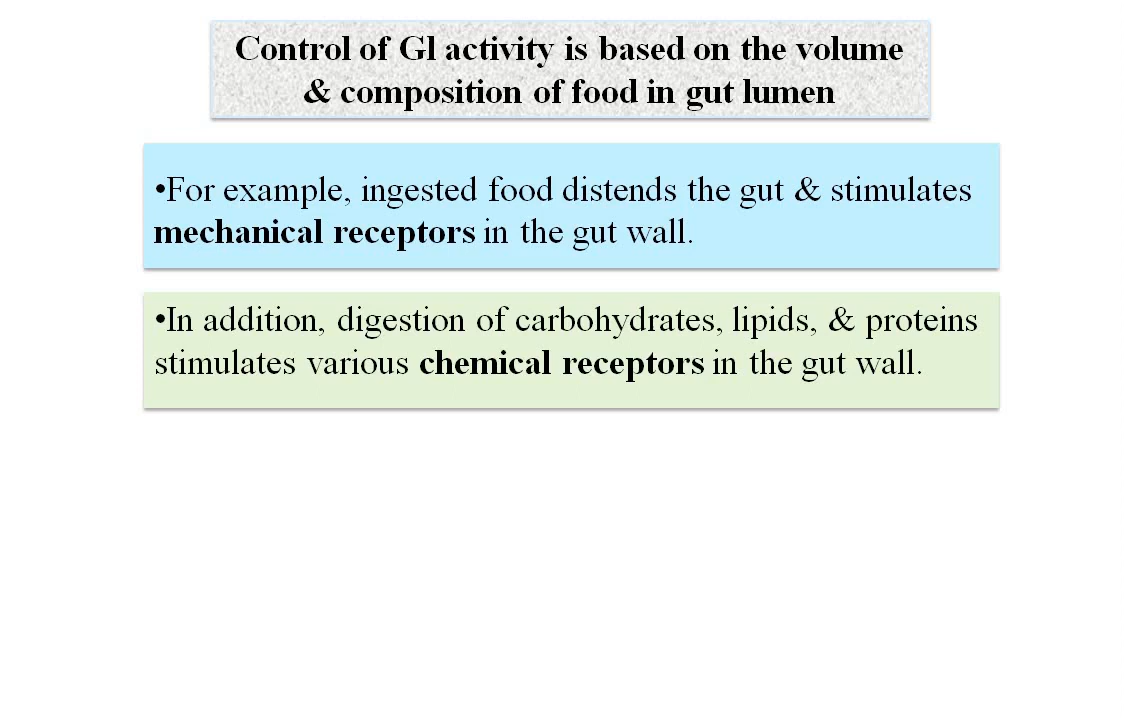 Control of Gl activity is based on the volume
& composition of food in gut lumen
•For example, ingested food distends the gut & stimulates
mechanical receptors in the gut wall.
•In addition, digestion of carbohydrates, lipids, & proteins
stimulates various chemical receptors in the gut wall.